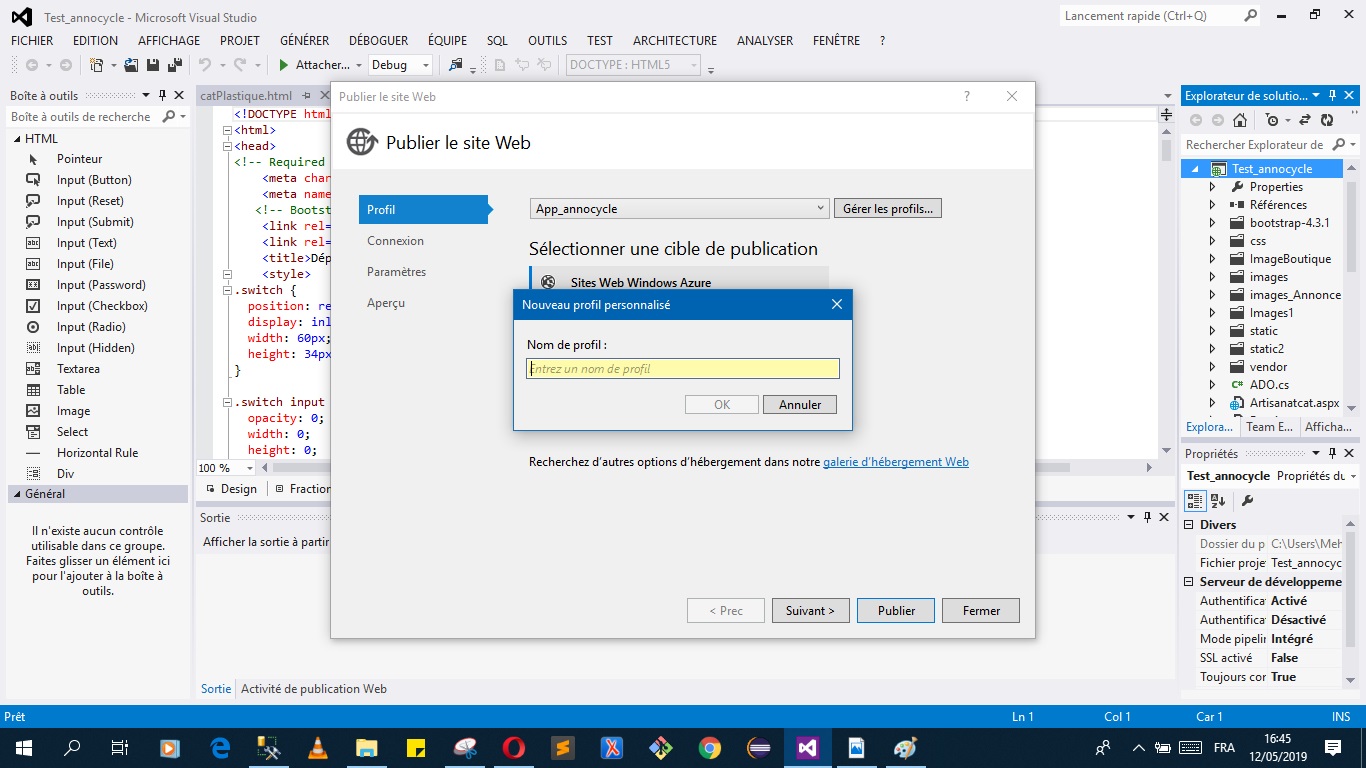 Test_annocycle - Microsoft Visual Studio
Lancement rapide (Ctrl+Q)
FICHIER EDITION AFFICHAGE PROJET GÉNÉRER DÉBOGUER ÉQUIPE SQL OUTILS TEST ARCHITECTURE ANALYSER FENÊTRE ?
Attacher... Debug DOCTYPE : HTML5
Boîte à outils
Boîte à outils de recherche
HTML
Pointeur
Input (Button)
Input (Reset)
Input (Submit)
Input (Text)
Input (File)
Input (Password)
Input (Checkbox)
Input (Radio)
Input (Hidden)
Textarea
Table
Image
Select
Horizontal Rule
Div
Général
Il n'existe aucun contrôle
utilisable dans ce groupe.
Faites glisser un élément ici
pour l'ajouter à la boîte à
outils.
catPlastique.html
<!DOCTYPE html
<html>
<head>
<!-- Required
<meta char
<meta name
<!-- Bootst
<link rel=
<link rel=
<title>Dép
<style>
.switch {
position: re
display: inl
width: 60px;
height: 34px
}
.switch input
opacity: 0;
width: 0;
height: 0;
100 %
Design Fraction
Sortie
Afficher la sortie à partir
Sortie Activité de publication Web
Publier le site Web
?
Publier le site Web
Profil
Connexion
Paramètres
Aperçu
App_annocycle
Gérer les profils...
Sélectionner une cible de publication
Sites Web Windows Azure
Nouveau profil personnalisé
Nom de profil :
Entrez un nom de profil
OK Annuler
Recherchez d'autres options d'hébergement dans notre galerie d'hébergement Web
< Prec Suivant > Publier Fermer
Explorateur de solutio...
Rechercher Explorateur de
Test_annocycle
Properties
Références
bootstrap-4.3.1
css
ImageBoutique
images
images_Annonce
Images1
static
static2
vendor
ADO.cs
Artisanatcat.aspx
Explora... Team E... Afficha...
Propriétés
Test_annocycle Propriétés du
Divers
Dossier du p C:\Users\Meh
Fichier proje Test_annocyc
Serveur de développeme
Authentifica Activé
Authentifica Désactivé
Mode pipelin Intégré
SSL activé False
Toujours cor True
Prêt
Ln 1 Col 1 Car 1 INS
FRA
16:45
12/05/2019